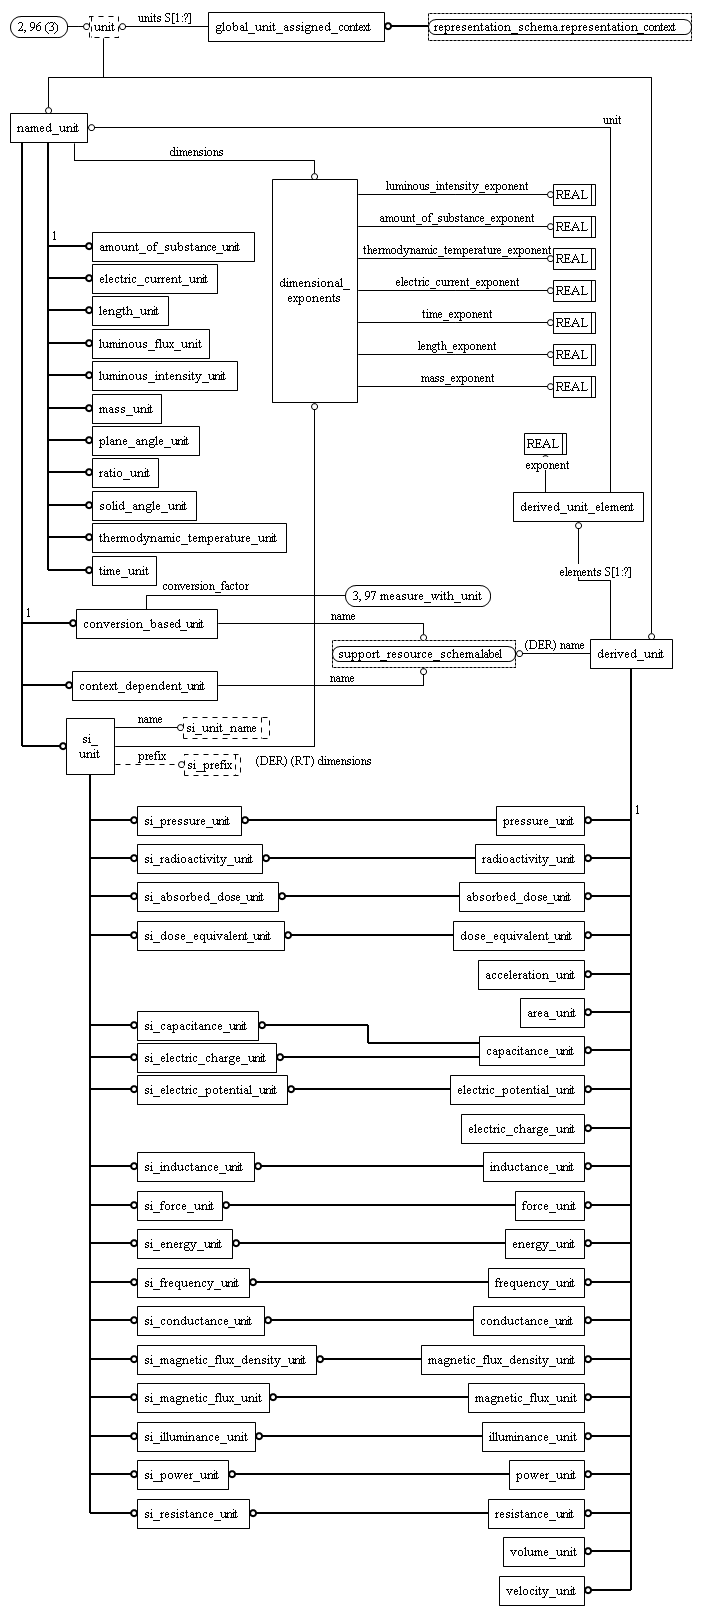 2, 96 (3)
unit
units S[1:?]
global_unit_assigned_context
representation_schema.representation_context
named_unit
unit
dimensions
luminous_intensity_exponent
REAL
amount_of_substance_exponent
REAL
1
amount_of_substance_unit
thermodynamic_temperature_exponent
REAL
electric_current_unit
dimensional_
exponents
electric_current_exponent
REAL
length_unit
time_exponent
REAL
luminous_flux_unit
length_exponent
REAL
luminous_intensity_unit
mass_exponent
REAL
mass_unit
plane_angle_unit
REAL
exponent
ratio_unit
solid_angle_unit
derived_unit_element
thermodynamic_temperature_unit
time_unit
elements S[1:?]
conversion_factor
3, 97 measure_with_unit
1
conversion_based_unit
name
support_resource_schemalabel
(DER) name
derived_unit
context_dependent_unit
name
si_
unit
name
si_unit_name
prefix
si_prefix
(DER) (RT) dimensions
1
si_pressure_unit
pressure_unit
si_radioactivity_unit
radioactivity_unit
si_absorbed_dose_unit
absorbed_dose_unit
si_dose_equivalent_unit
dose_equivalent_unit
acceleration_unit
area_unit
si_capacitance_unit
capacitance_unit
si_electric_charge_unit
si_electric_potential_unit
electric_potential_unit
electric_charge_unit
si_inductance_unit
inductance_unit
si_force_unit
force_unit
si_energy_unit
energy_unit
si_frequency_unit
frequency_unit
si_conductance_unit
conductance_unit
si_magnetic_flux_density_unit
magnetic_flux_density_unit
si_magnetic_flux_unit
magnetic_flux_unit
si_illuminance_unit
illuminance_unit
si_power_unit
power_unit
si_resistance_unit
resistance_unit
volume_unit
velocity_unit